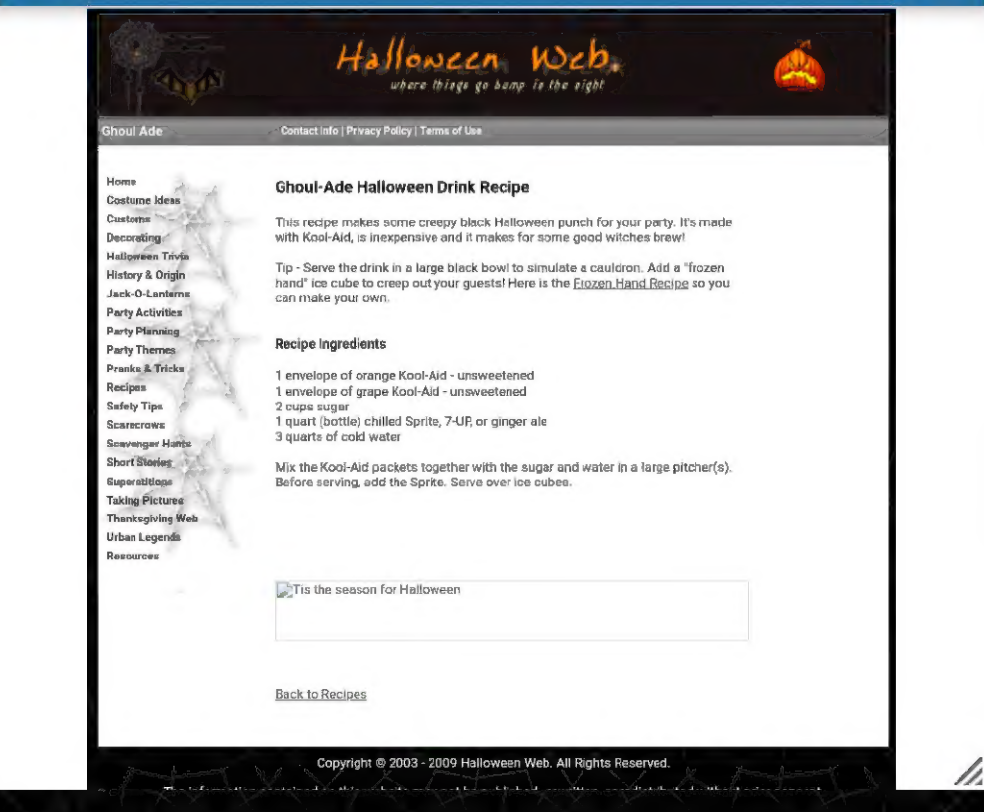 Halloween Web.
where things go bump in the night
Ghoul Ade
Contact Info | Privacy Policy | Terms of Use
Home
Costume Ideas
Customs
Decorating
Halloween Trivia
History & Origin
Jack-O-Lanterns
Party Activities
Party Planning
Party Themes
Pranks & Tricks
Recipes
Safety Tips
Scarecrows
Scavenger Hants
Short Stories
Superstitions
Taking Pictures
Thanksgiving Web
Urban Legends
Resources
Ghoul-Ade Halloween Drink Recipe
This recipe makes some creepy black Halloween punch for your party. It's made
with Kool-Aid, is inexpensive and it makes for some good witches brew!
Tip - Serve the drink in a large black bowl to simulate a cauldron. Add a "frozen
hand" ice cube to creep out your guests! Here is the Frozen Hand Recipe so you
can make your own.
Recipe Ingredients
1 envelope of orange Kool-Aid - unsweetened
1 envelope of grape Kool-Aid - unsweetened
2 cups sugar
1 quart (bottle) chilled Sprite, 7-UP, or ginger ale
3 quarts of cold water
Mix the Kool-Aid packets together with the sugar and water in a large pitcher(s).
Before serving, add the Sprite. Serve over ice cubes.
Tis the season for Halloween
Back to Recipes
Copyright © 2003 - 2009 Halloween Web. All Rights Reserved.